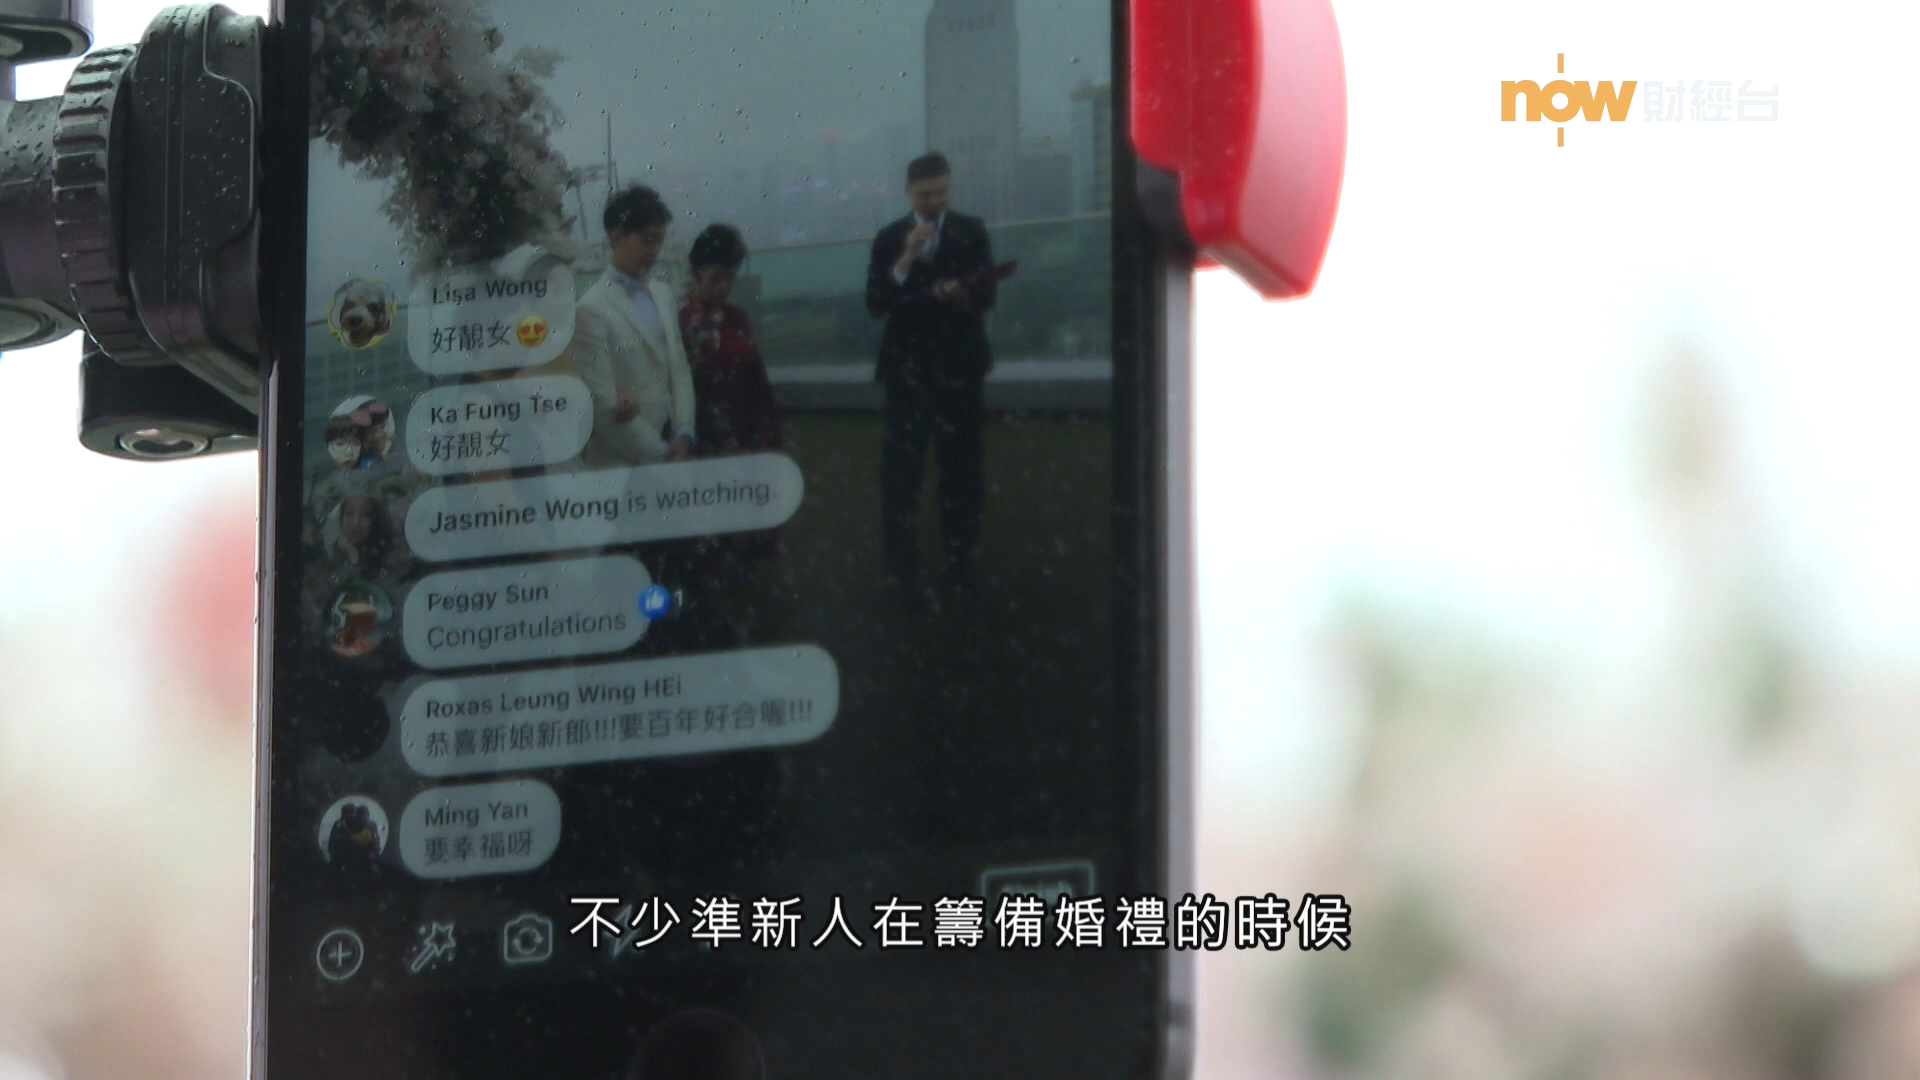 now 財經台
Lisa Wong
好靚女😍
Ka Fung Tse
好靚女
Jasmine Wong is watching.
Peggy Sun
Congratulations
1
Roxas Leung Wing HEi
恭喜新娘新郎!!!要百年好合喔!!!
Ming Yan
要幸福呀
不少準新人在籌備婚禮的時候